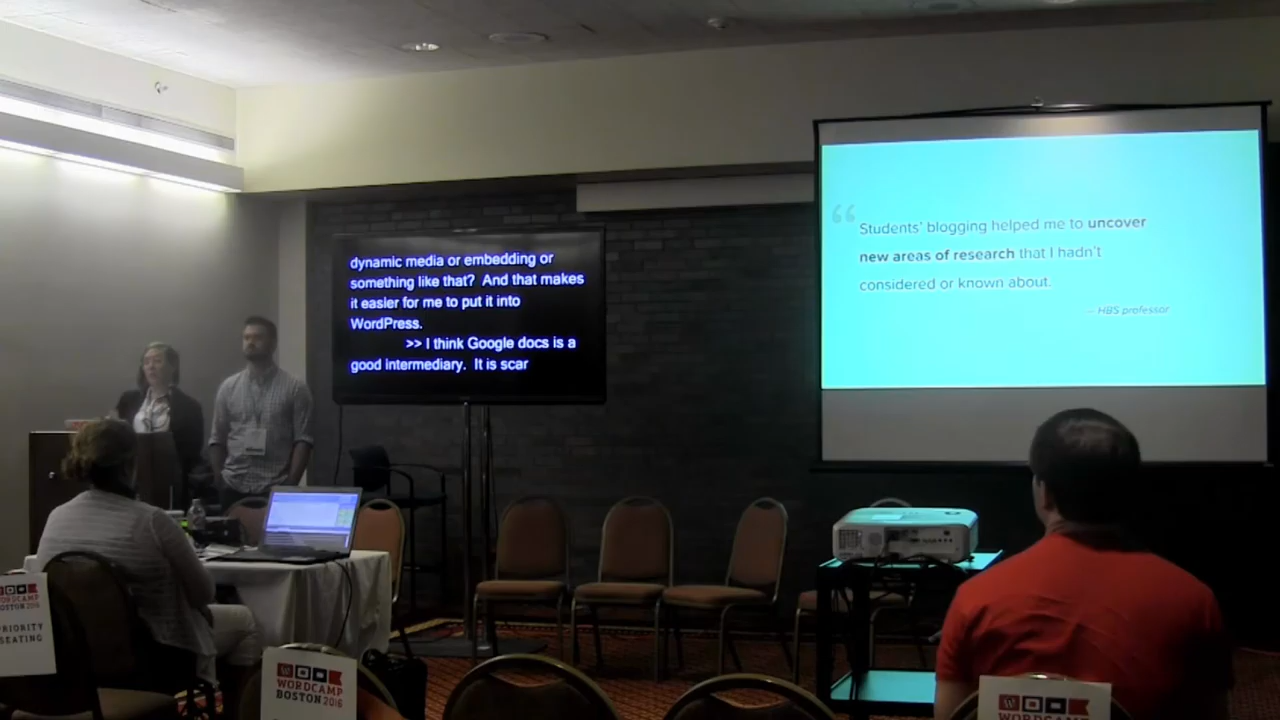 dynamic media or embedding or
something like that? And that makes
it easier for me to put it into
WordPress.
>> I think Google docs is a
good intermediary. It is scar
“
Students’ blogging helped me to uncover
new areas of research that I hadn’t
considered or known about.
– HBS professor
WORDCAMP
BOSTON 2016
PRIORITY
SEATING
WORDCAMP
BOSTON 2016
WORDCAMP